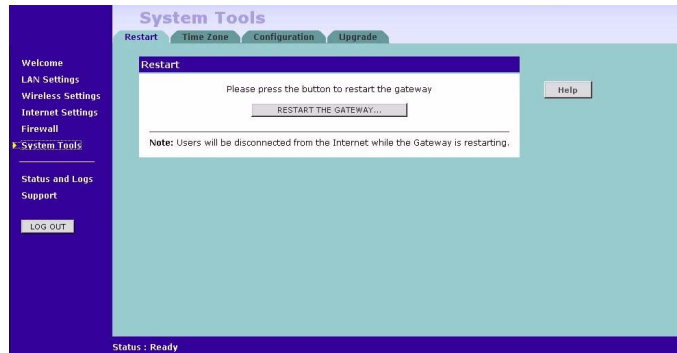 System Tools
Restart Time Zone Configuration Upgrade
Welcome
LAN Settings
Wireless Settings
Internet Settings
Firewall
System Tools
Status and Logs
Support
LOG OUT
Restart
Please press the button to restart the gateway
RESTART THE GATEWAY...
Note: Users will be disconnected from the Internet while the Gateway is restarting.
Help
Status : Ready